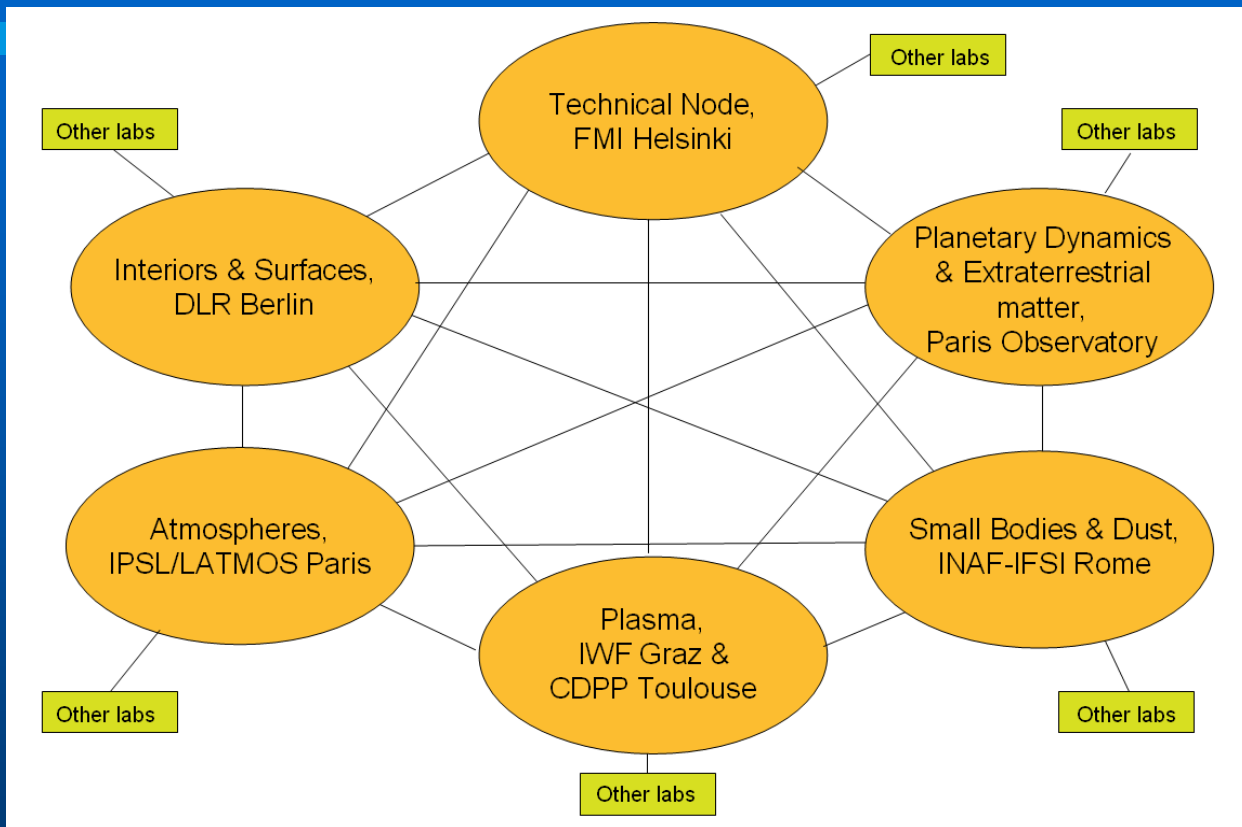 Other labs
Technical Node,
FMI Helsinki
Other labs
Other labs
Interiors & Surfaces,
DLR Berlin
Planetary Dynamics
& Extraterrestrial
matter,
Paris Observatory
Atmospheres,
IPSL/LATMOS Paris
Small Bodies & Dust,
INAF-IFSI Rome
Plasma,
IWF Graz &
CDPP Toulouse
Other labs
Other labs
Other labs